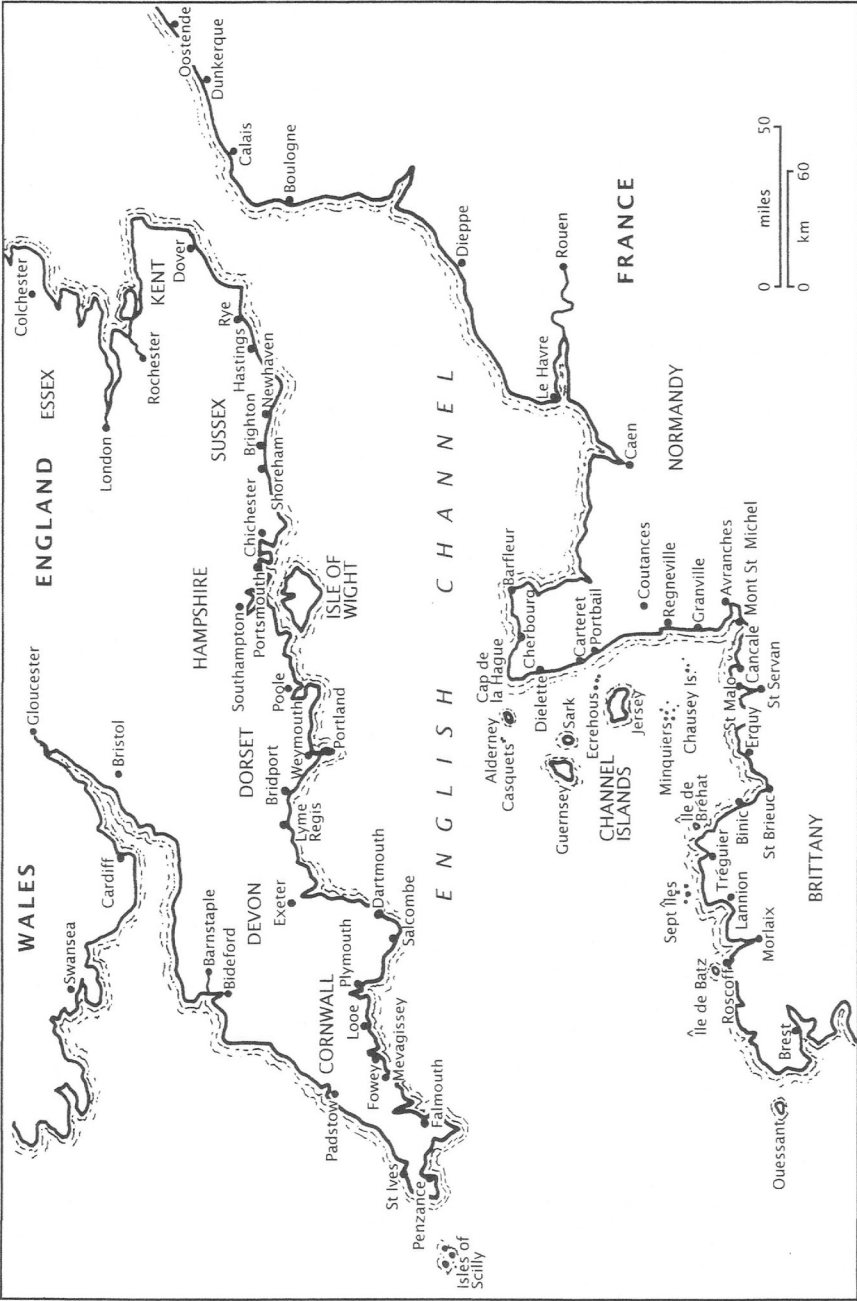 WALES
ENGLAND
Gloucester
Bristol
Cardiff
Swansea
ESSEX
Colchester
London
Rochester
KENT
Dover
Rye
Hastings
SUSSEX
Newhaven
Brighton
Shoreham
Chichester
HAMPSHIRE
Portsmouth
Southampton
ISLE OF
WIGHT
Poole
DORSET
Weymouth
Portland
Bridport
Lyme
Regis
DEVON
Exeter
Dartmouth
Salcombe
Plymouth
Barnstaple
Bideford
CORNWALL
Looe
Fowey
Mevagissey
Falmouth
Padstow
St Ives
Penzance
Isles of
Scilly
ENGLISH CHANNEL
Oostende
Dunkerque
Calais
Boulogne
Dieppe
Rouen
Le Havre
FRANCE
Caen
NORMANDY
Barfleur
Cherbourg
Cap de
la Hague
Dielette
Carteret
Portbail
Coutances
Regneville
Granville
Avranches
Mont St Michel
Alderney
Casquets
Guernsey
Sark
Ecrehous
Jersey
CHANNEL
ISLANDS
Minquiers
Chausey Is.
Cancale
St Malo
St Servan
Erquy
St Brieuc
Binic
Île de
Bréhat
Tréguier
Lannion
Sept Îles
Morlaix
Roscoff
Île de Batz
BRITTANY
Brest
Ouessant
0 miles 50
0 km 60